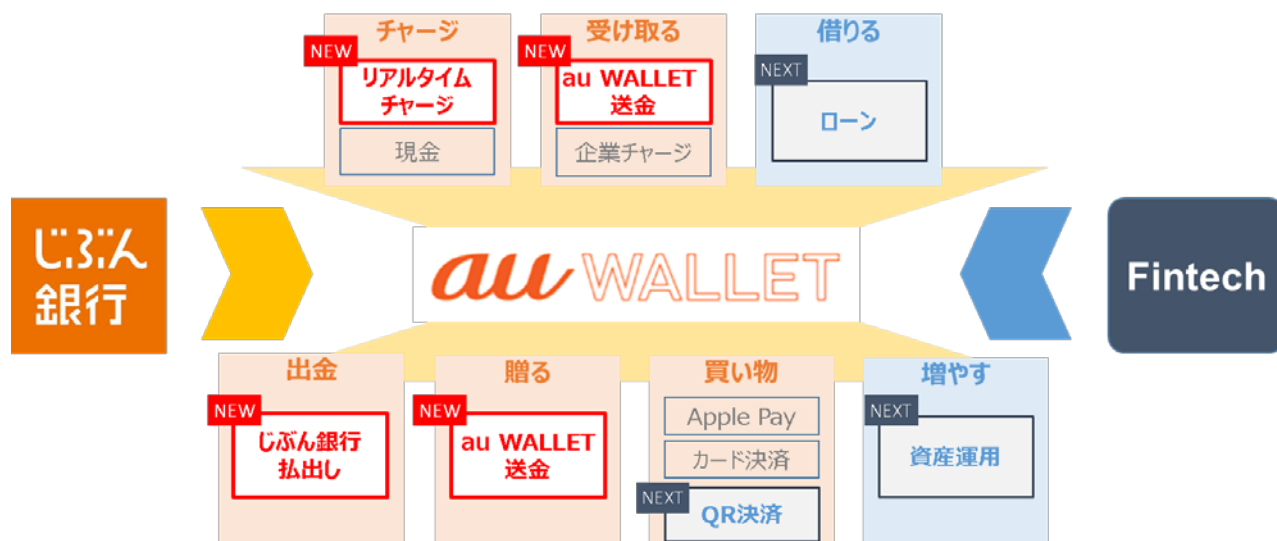 チャージ
NEW
リアルタイム
チャージ
現金
受け取る
NEW
au WALLET
送金
企業チャージ
借りる
NEXT
ローン
じぶん
銀行
au WALLET
Fintech
出金
NEW
じぶん銀行
払出し
贈る
NEW
au WALLET
送金
買い物
Apple Pay
カード決済
NEXT
QR決済
増やす
NEXT
資産運用